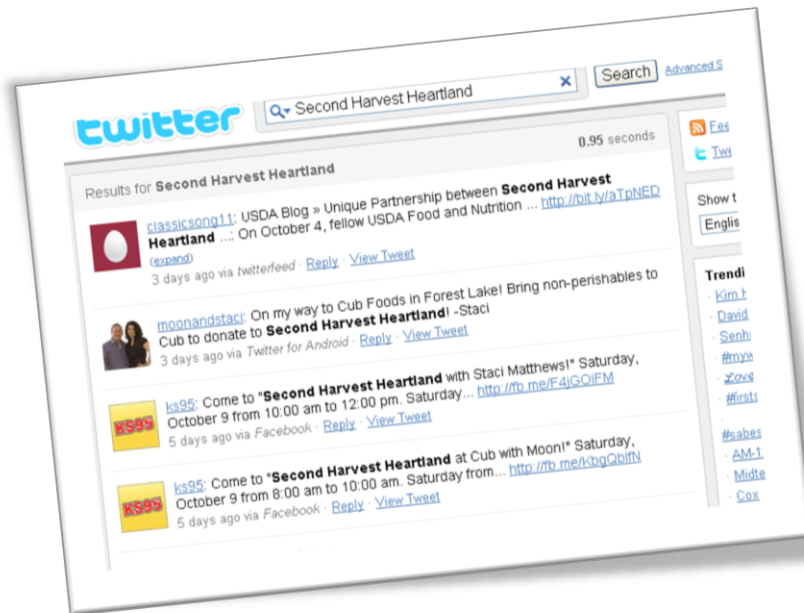 twitter
Second Harvest Heartland
Search
Advanced S
Results for Second Harvest Heartland
0.95 seconds
classicsong11: USDA Blog » Unique Partnership between Second Harvest
Heartland ...: On October 4, fellow USDA Food and Nutrition ... http://bit.ly/aTpNED
(expand)
3 days ago via twitterfeed · Reply · View Tweet
moonandstaci: On my way to Cub Foods in Forest Lake! Bring non-perishables to
Cub to donate to Second Harvest Heartland! -Staci
3 days ago via Twitter for Android · Reply · View Tweet
KS95
ks95: Come to "Second Harvest Heartland with Staci Matthews!" Saturday,
October 9 from 10:00 am to 12:00 pm. Saturday... http://fb.me/F4jGOiFM
5 days ago via Facebook · Reply · View Tweet
KS95
ks95: Come to "Second Harvest Heartland at Cub with Moon!" Saturday,
October 9 from 8:00 am to 10:00 am. Saturday from... http://fb.me/KbgQblfN
5 days ago via Facebook · Reply · View Tweet
Fee
Twi
Show t
Englis
Trendi
· Kim
· David
· Senh
· #myw
· Love
· #firsts
·
#sabes
· AM-1
· Midte
· Cox